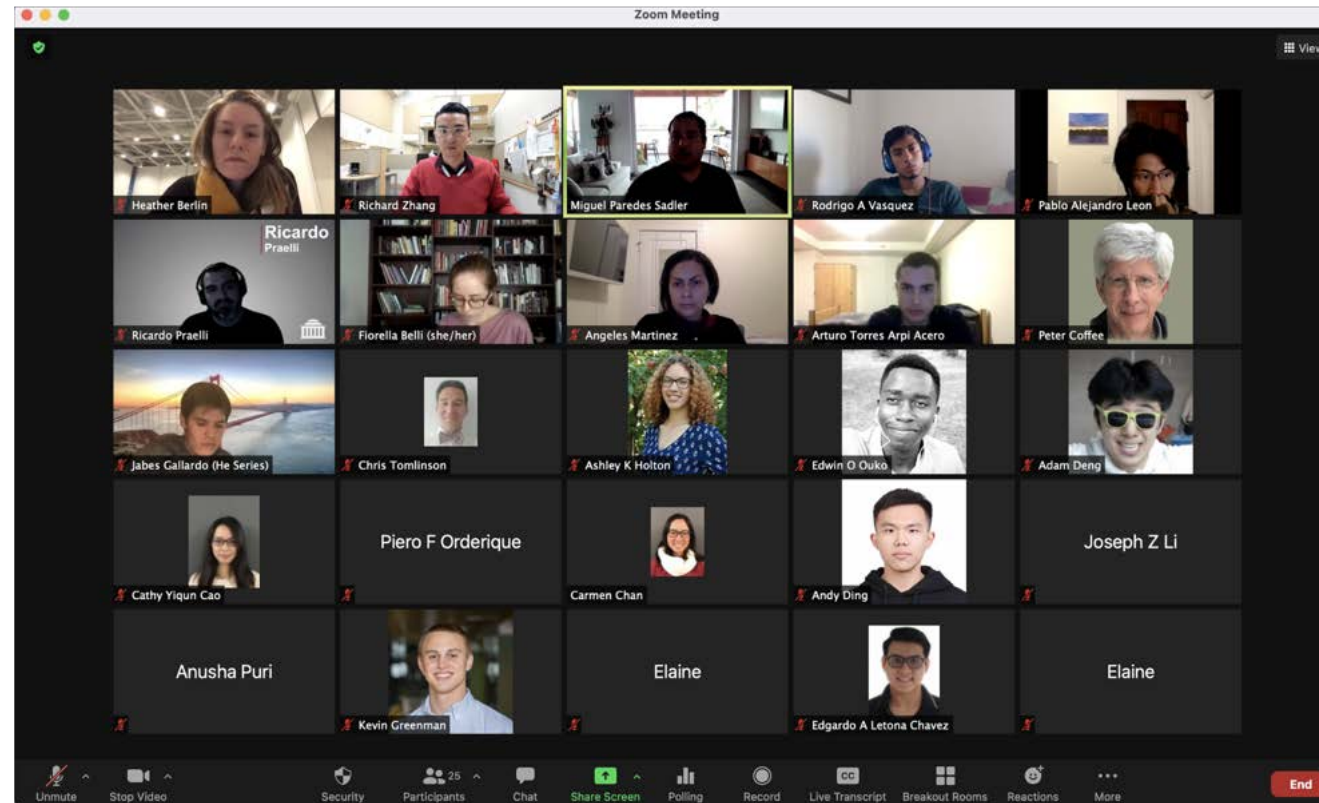 Zoom Meeting
View
Heather Berlin
Richard Zhang
Miguel Paredes Sadler
Rodrigo A Vasquez
Pablo Alejandro Leon
Ricardo
Praelli
Ricardo Praelli
Fiorella Belli (she/her)
Angeles Martinez
Arturo Torres Arpi Acero
Peter Coffee
Jabes Gallardo (He Series)
Chris Tomlinson
Ashley K Holton
Edwin O Ouko
Adam Deng
Cathy Yiqun Cao
Piero F Orderique
Carmen Chan
Andy Ding
Joseph Z Li
Anusha Puri
Kevin Greenman
Elaine
Edgardo A Letona Chavez
Elaine
Unmute
Stop Video
Security
25
Participants
Chat
Share Screen
Polling
Record
CC
Live Transcript
Breakout Rooms
Reactions
More
End